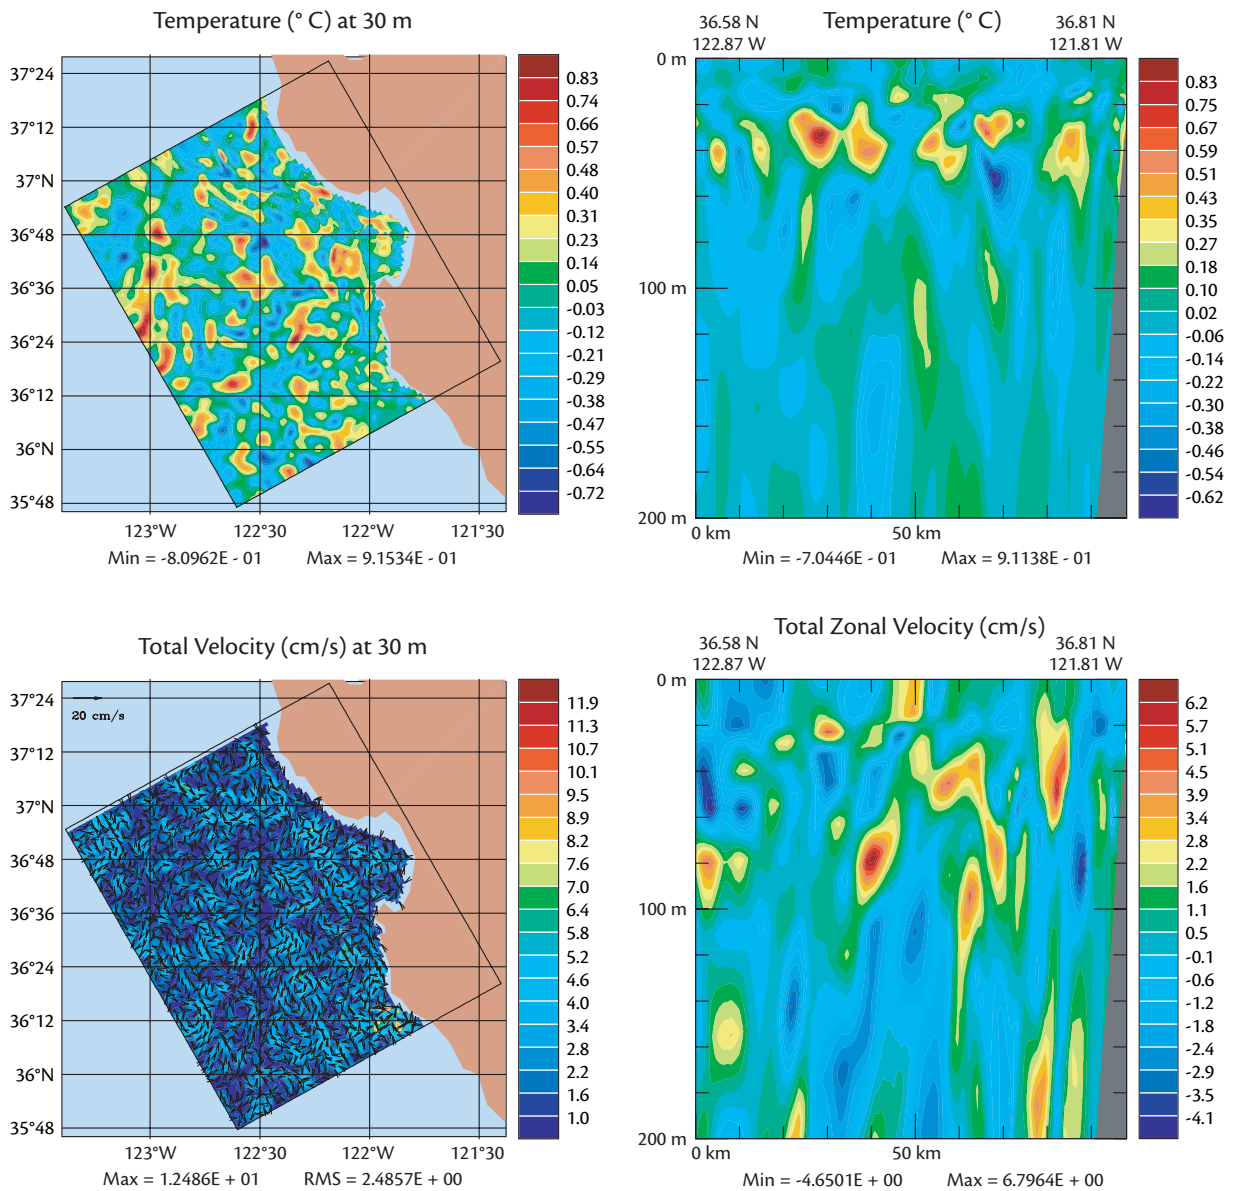 Temperature (° C) at 30 m
37°24
37°12
37°N
36°48
36°36
36°24
36°12
36°N
35°48
123°W 122°30 122°W 121°30
Min = -8.0962E - 01 Max = 9.1534E - 01
0.83
0.74
0.66
0.57
0.48
0.40
0.31
0.23
0.14
0.05
-0.03
-0.12
-0.21
-0.29
-0.38
-0.47
-0.55
-0.64
-0.72
Temperature (° C)
36.58 N
122.87 W
36.81 N
121.81 W
0 m
100 m
200 m
0 km 50 km
Min = -7.0446E - 01 Max = 9.1138E - 01
0.83
0.75
0.67
0.59
0.51
0.43
0.35
0.27
0.18
0.10
0.02
-0.06
-0.14
-0.22
-0.30
-0.38
-0.46
-0.54
-0.62
Total Velocity (cm/s) at 30 m
37°24
37°12
37°N
36°48
36°36
36°24
36°12
36°N
35°48
20 cm/s
123°W 122°30 122°W 121°30
Max = 1.2486E + 01 RMS = 2.4857E + 00
11.9
11.3
10.7
10.1
9.5
8.9
8.2
7.6
7.0
6.4
5.8
5.2
4.6
4.0
3.4
2.8
2.2
1.6
1.0
Total Zonal Velocity (cm/s)
36.58 N
122.87 W
36.81 N
121.81 W
0 m
100 m
200 m
0 km 50 km
Min = -4.6501E + 00 Max = 6.7964E + 00
6.2
5.7
5.1
4.5
3.9
3.4
2.8
2.2
1.6
1.1
0.5
-0.1
-0.6
-1.2
-1.8
-2.4
-2.9
-3.5
-4.1